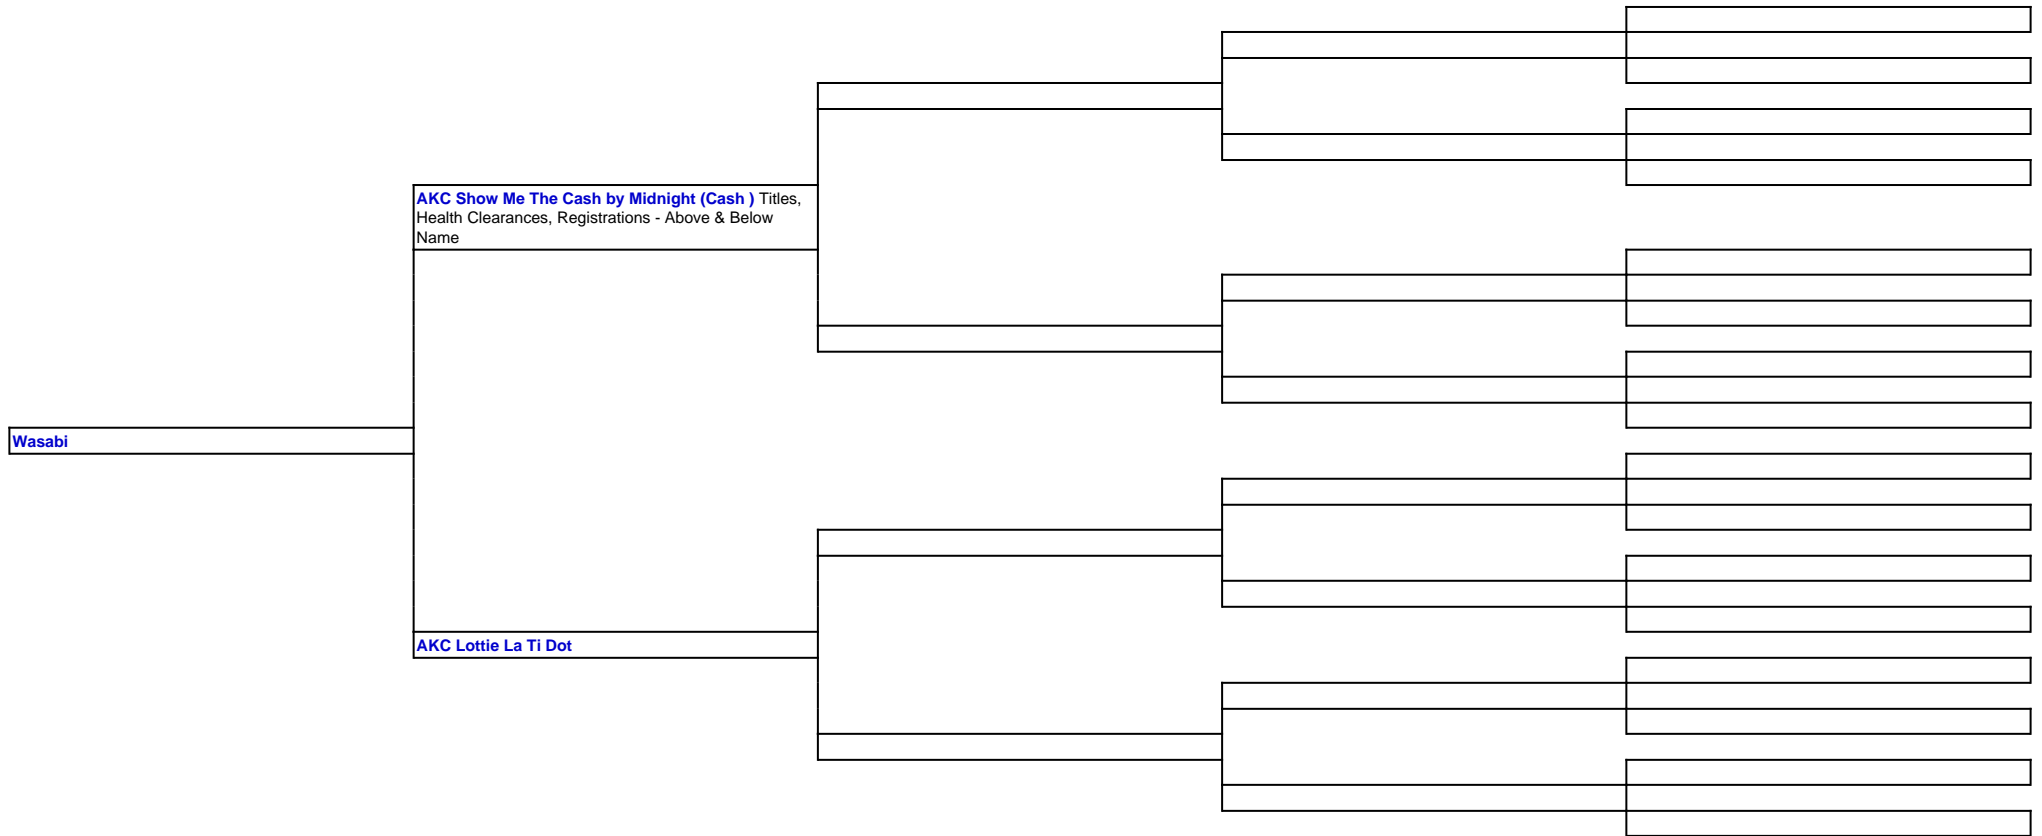 AKC Show Me The Cash by Midnight (Cash ) Titles,
Health Clearances, Registrations - Above & Below
Name
Wasabi
AKC Lottie La Ti Dot